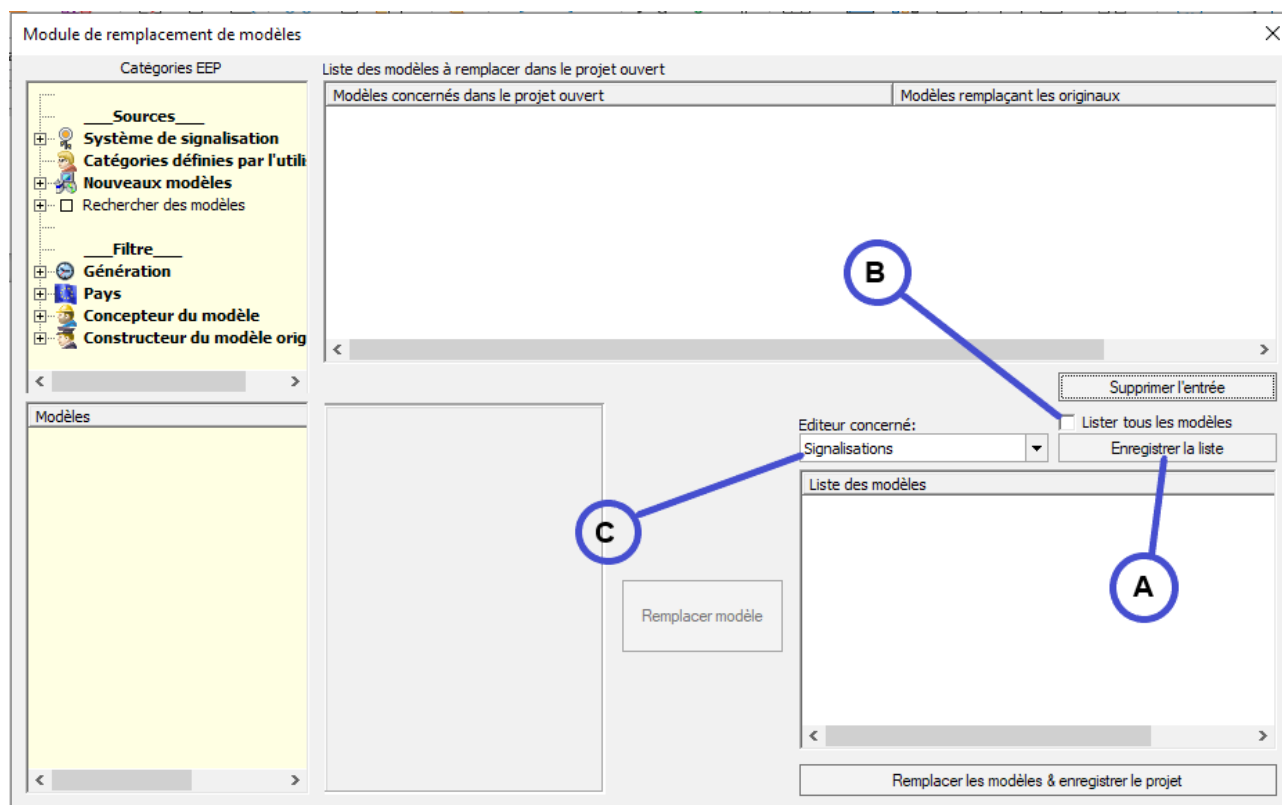 Module de remplacement de modèles
Catégories EEP
Liste des modèles à remplacer dans le projet ouvert
Modèles concernés dans le projet ouvert
Modèles remplaçant les originaux
___Sources___
Système de signalisation
Catégories définies par l'utili
Nouveaux modèles
Rechercher des modèles
___Filtre___
Génération
Pays
Concepteur du modèle
Constructeur du modèle orig
B
Supprimer l'entrée
Modèles
Editeur concerné:
Lister tous les modèles
Signalisations
Enregistrer la liste
Liste des modèles
C
A
Remplacer modèle
Remplacer les modèles & enregistrer le projet